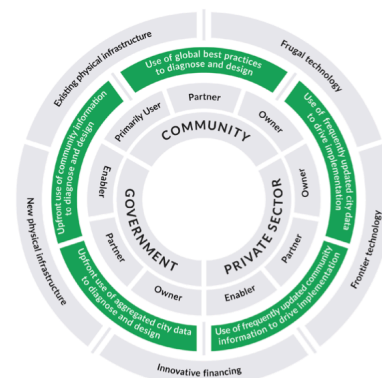 Existing physical infrastructure
Frugal technology
Frontier technology
Innovative financing
New physical infrastructure
Use of global best practices
to diagnose and design
Use of frequently updated city data
to drive implementation
Use of frequently updated community
information to drive implementation
Upfront use of aggregated city data
to diagnose and design
Upfront use of community information
to diagnose and design
Primarily User
Partner
Owner
Owner
Partner
Enabler
Owner
Partner
Enabler
COMMUNITY
PRIVATE SECTOR
GOVERNMENT